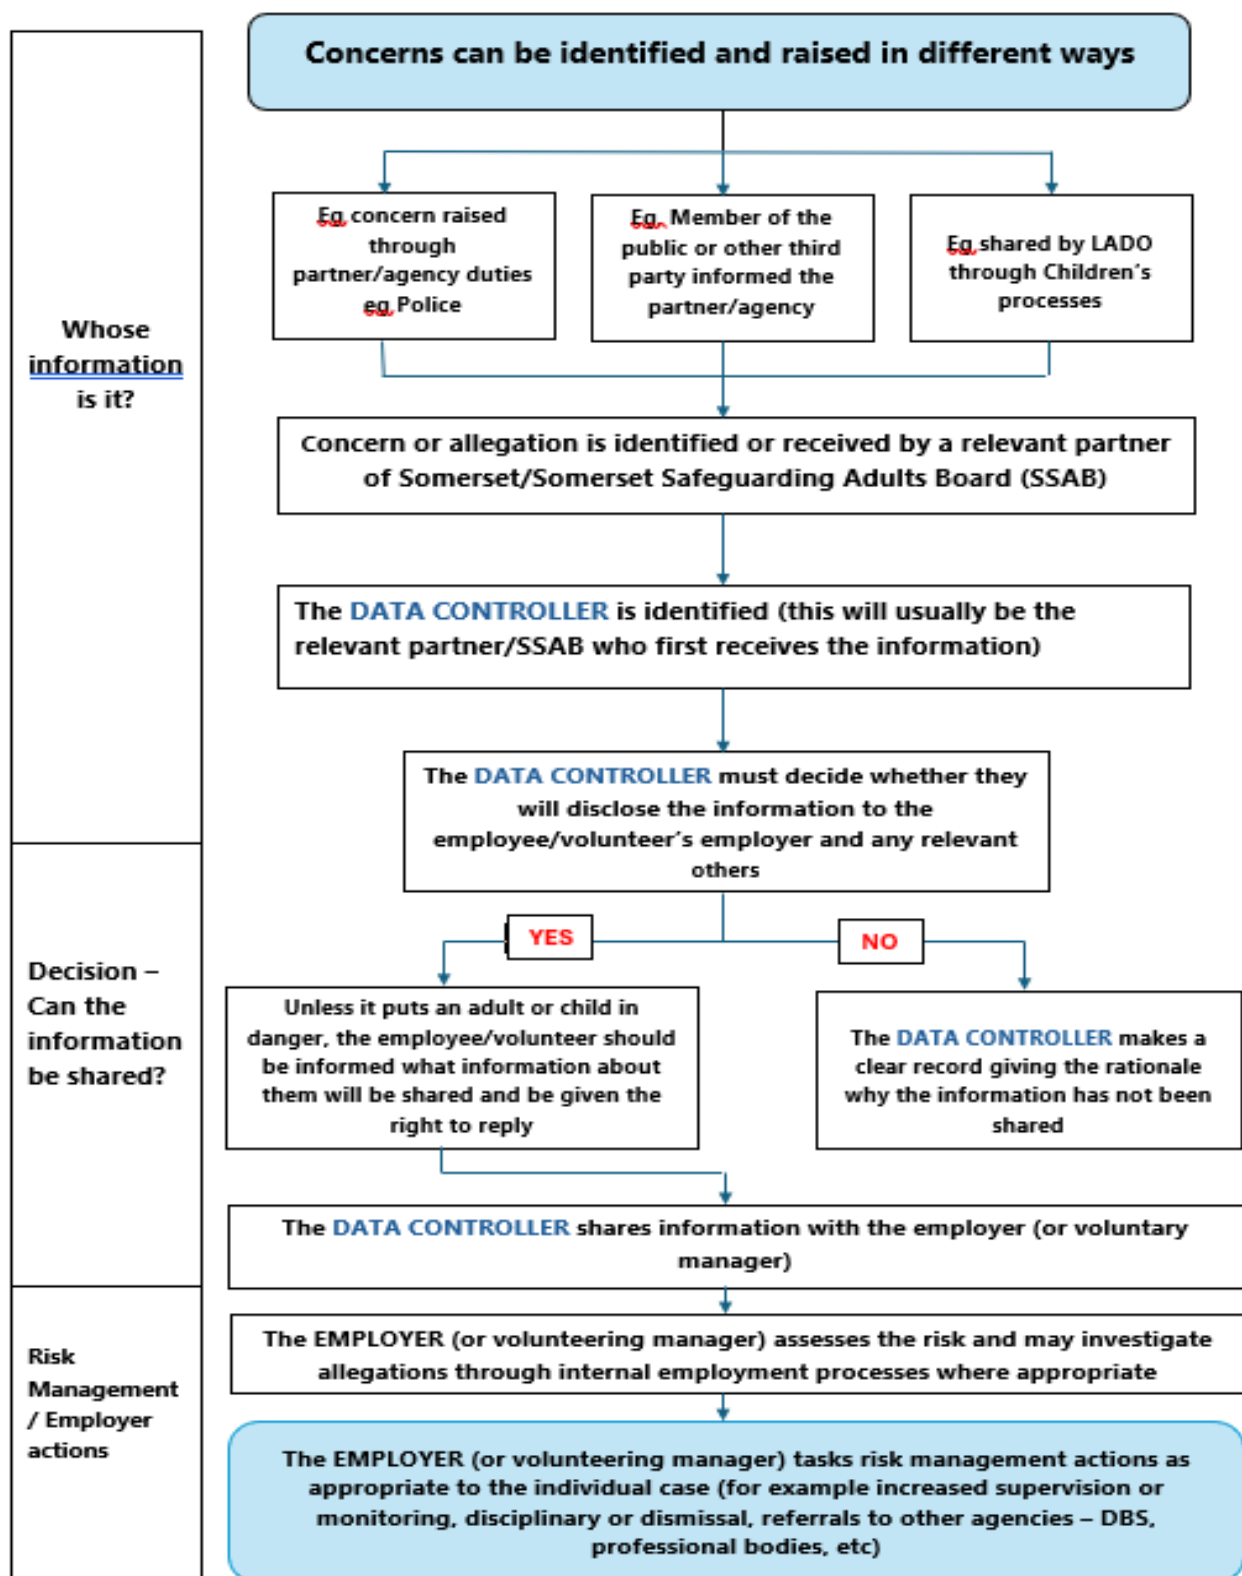 Concerns can be identified and raised in different ways
Eg concern raised
through
partner/agency duties
eg Police
Eg. Member of the
public or other third
party informed the
partner/agency
Eg shared by LADO
through Children's
processes
Whose
information
is it?
Concern or allegation is identified or received by a relevant partner
of Somerset/Somerset Safeguarding Adults Board (SSAB)
The DATA CONTROLLER is identified (this will usually be the
relevant partner/SSAB who first receives the information)
The DATA CONTROLLER must decide whether they
will disclose the information to the
employee/volunteer's employer and any relevant
others
YES
NO
Decision –
Can the
information
be shared?
Unless it puts an adult or child in
danger, the employee/volunteer should
be informed what information about
them will be shared and be given the
right to reply
The DATA CONTROLLER makes a
clear record giving the rationale
why the information has not been
shared
The DATA CONTROLLER shares information with the employer (or voluntary
manager)
Risk
Management
/ Employer
actions
The EMPLOYER (or volunteering manager) assesses the risk and may investigate
allegations through internal employment processes where appropriate
The EMPLOYER (or volunteering manager) tasks risk management actions as
appropriate to the individual case (for example increased supervision or
monitoring, disciplinary or dismissal, referrals to other agencies – DBS,
professional bodies, etc)